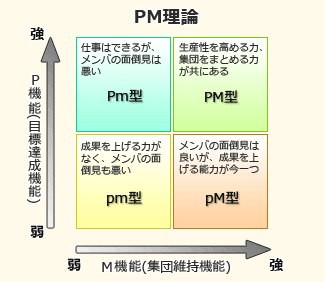 PM理論
強
P機能(目標達成機能)
弱
仕事はできるが、
メンバの面倒見は
悪い
Pm型
生産性を高める力、
集団をまとめる力
が共にある
PM型
成果を上げる力が
なく、メンバの面
倒見も悪い
pm型
メンバの面倒見は
良いが、成果を上
げる能力が今一つ
pM型
弱
M機能(集団維持機能)
強